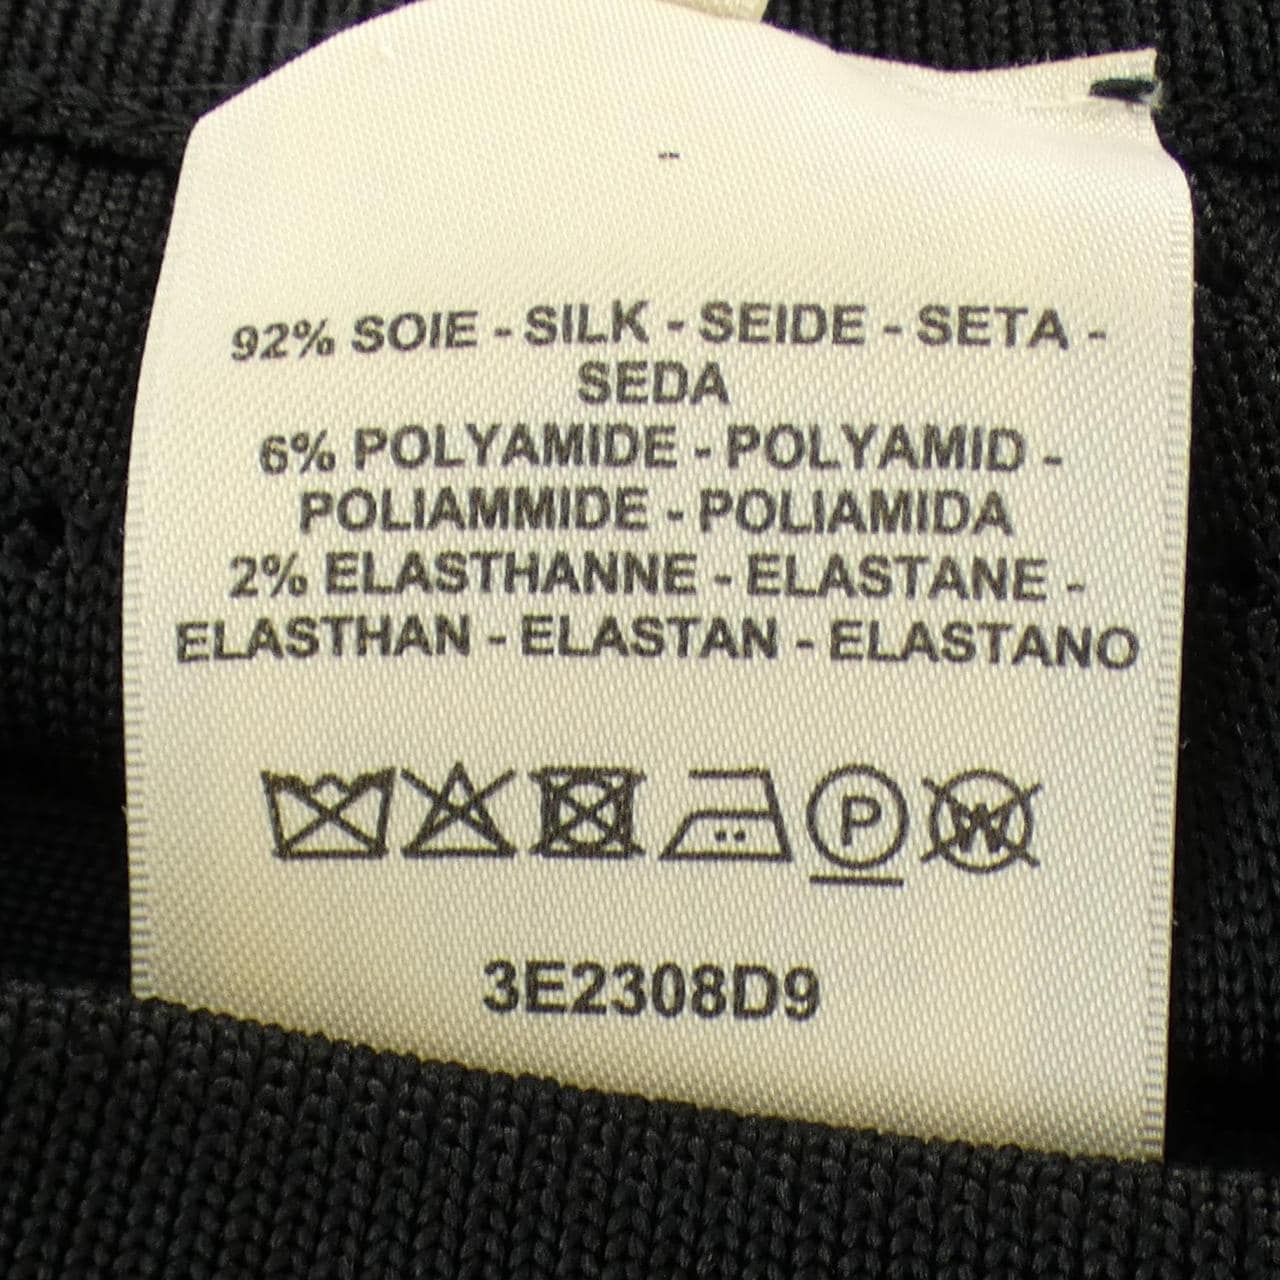 92% SOIE - SILK - SEIDE - SETA -
SEDA
6% POLYAMIDE - POLYAMID -
POLIAMMIDE - POLIAMIDA
2% ELASTHANNE - ELASTANE -
ELASTHAN - ELASTAN - ELASTANO
P W
3E2308D9